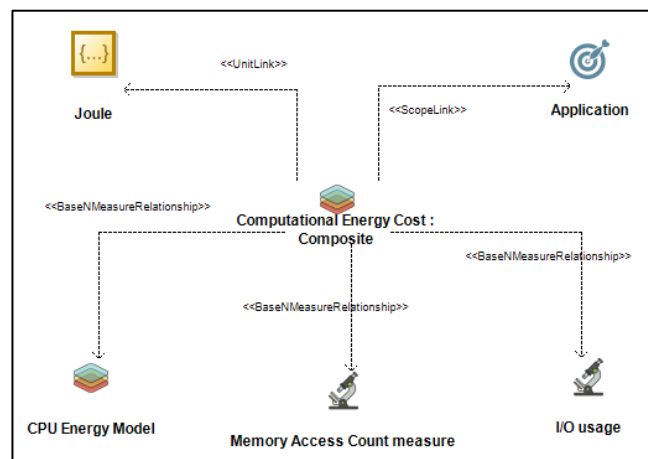 {...}
<<UnitLink>>
Joule
<<ScopeLink>>
Application
<<BaseNMeasureRelationship>>
Computational Energy Cost :
Composite
<<BaseNMeasureRelationship>>
<<BaseNMeasureRelationship>>
CPU Energy Model
Memory Access Count measure
I/O usage